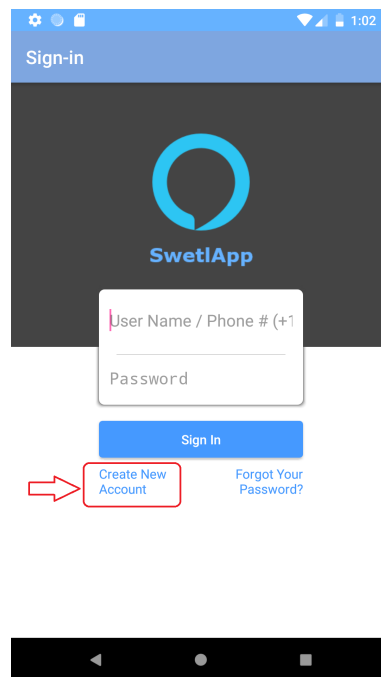 1:02
Sign-in
SwetlApp
User Name / Phone # (+1
Password
Sign In
Create New
Account
Forgot Your
Password?